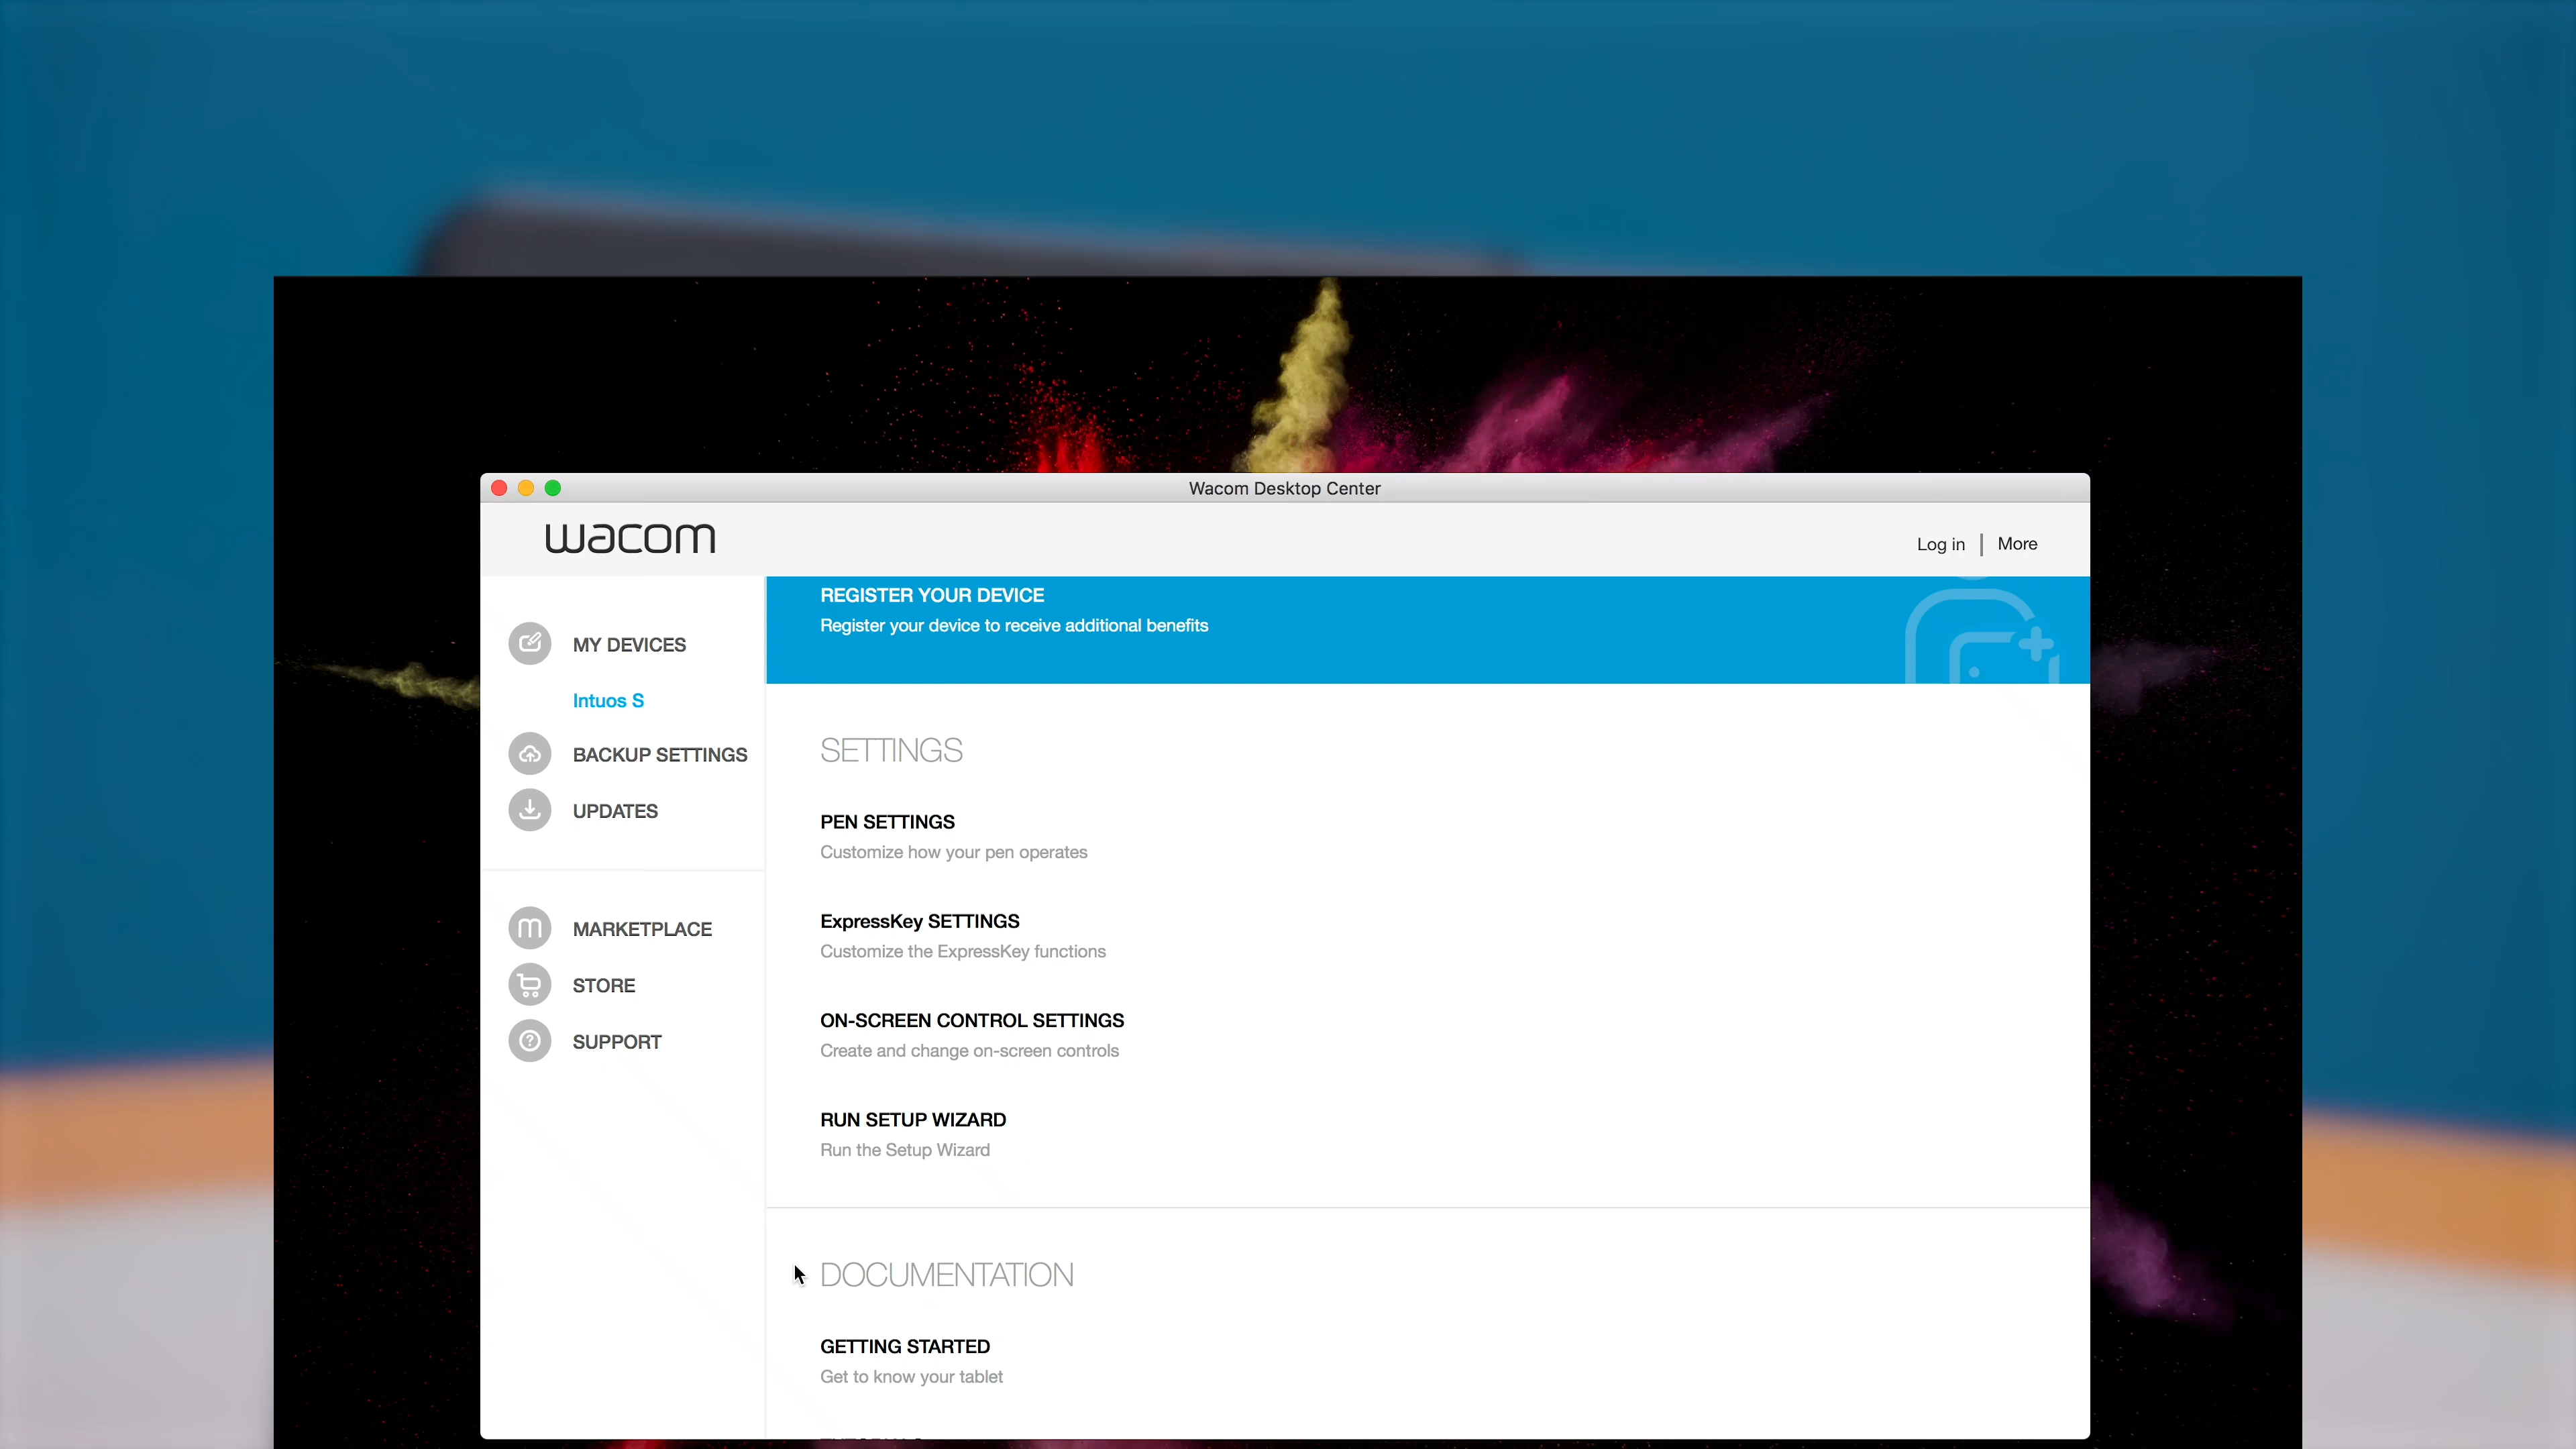 Wacom Desktop Center
wacom
Log in | More
MY DEVICES
Intuos S
BACKUP SETTINGS
UPDATES
MARKETPLACE
STORE
SUPPORT
REGISTER YOUR DEVICE
Register your device to receive additional benefits
SETTINGS
PEN SETTINGS
Customize how your pen operates
ExpressKey SETTINGS
Customize the ExpressKey functions
ON-SCREEN CONTROL SETTINGS
Create and change on-screen controls
RUN SETUP WIZARD
Run the Setup Wizard
DOCUMENTATION
GETTING STARTED
Get to know your tablet